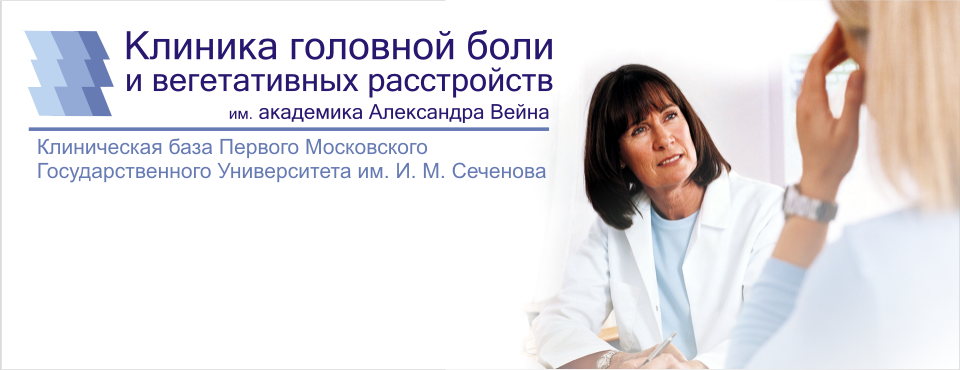 Клиника головной боли
и вегетативных расстройств
им. академика Александра Вейна
Клиническая база Первого Московского
Государственного Университета им. И. М. Сеченова